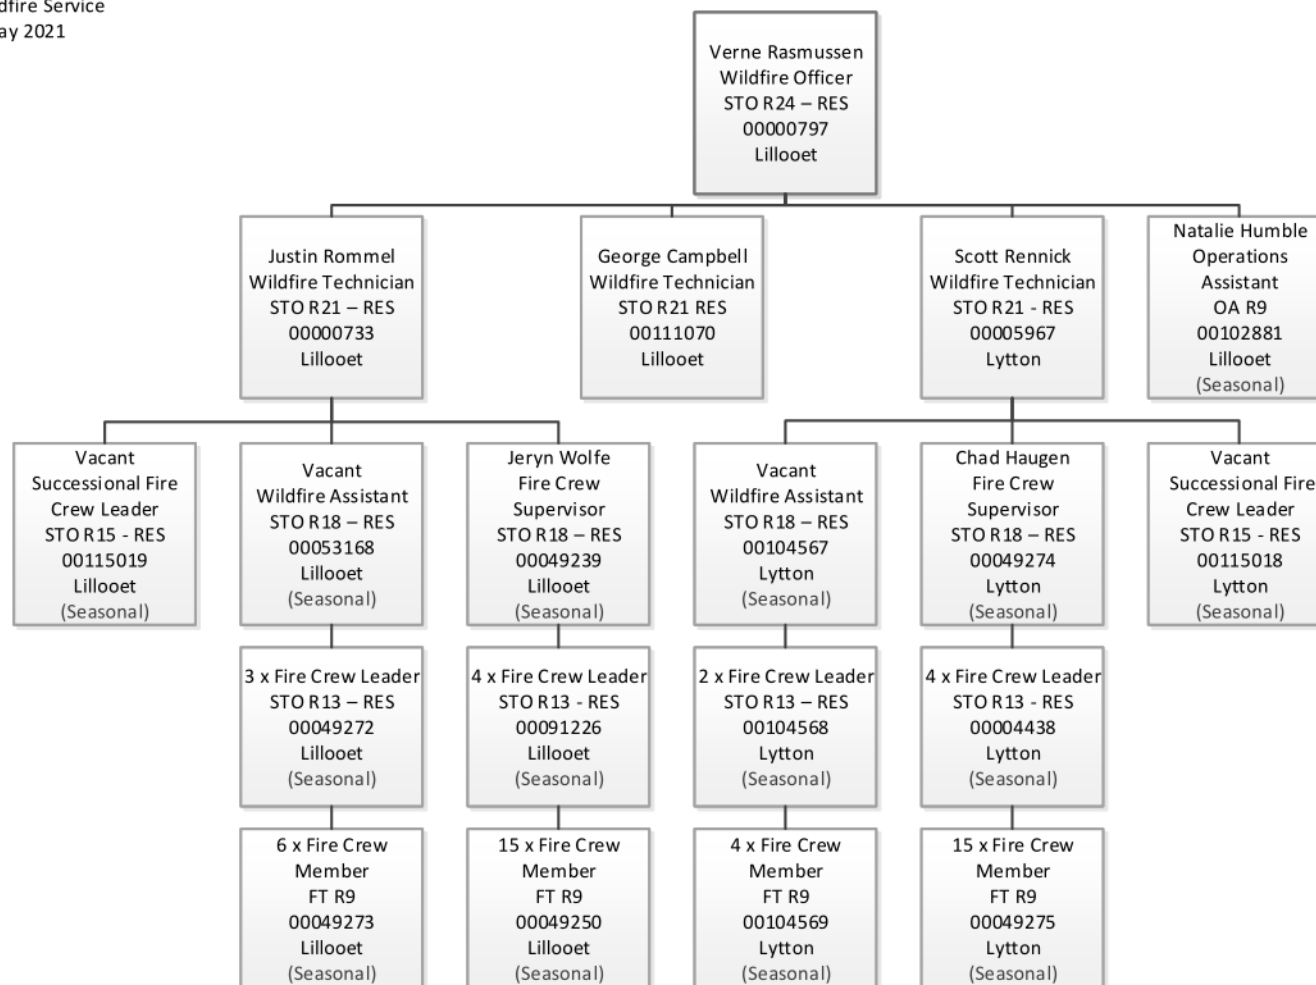 dfire Service
ay 2021
Verne Rasmussen
Wildfire Officer
STO R24 – RES
00000797
Lillooet
Justin Rommel
Wildfire Technician
STO R21 – RES
00000733
Lillooet
George Campbell
Wildfire Technician
STO R21 RES
00111070
Lillooet
Scott Rennick
Wildfire Technician
STO R21 - RES
00005967
Lytton
Natalie Humble
Operations
Assistant
OA R9
00102881
Lillooet
(Seasonal)
Vacant
Successional Fire
Crew Leader
STO R15 - RES
00115019
Lillooet
(Seasonal)
Vacant
Wildfire Assistant
STO R18 – RES
00053168
Lillooet
(Seasonal)
Jeryn Wolfe
Fire Crew
Supervisor
STO R18 – RES
00049239
Lillooet
(Seasonal)
Vacant
Wildfire Assistant
STO R18 – RES
00104567
Lytton
(Seasonal)
Chad Haugen
Fire Crew
Supervisor
STO R18 – RES
00049274
Lytton
(Seasonal)
Vacant
Successional Fire
Crew Leader
STO R15 - RES
00115018
Lytton
(Seasonal)
3 x Fire Crew Leader
STO R13 – RES
00049272
Lillooet
(Seasonal)
4 x Fire Crew Leader
STO R13 - RES
00091226
Lillooet
(Seasonal)
2 x Fire Crew Leader
STO R13 – RES
00104568
Lytton
(Seasonal)
4 x Fire Crew Leader
STO R13 - RES
00004438
Lytton
(Seasonal)
6 x Fire Crew
Member
FT R9
00049273
Lillooet
(Seasonal)
15 x Fire Crew
Member
FT R9
00049250
Lillooet
(Seasonal)
4 x Fire Crew
Member
FT R9
00104569
Lytton
(Seasonal)
15 x Fire Crew
Member
FT R9
00049275
Lytton
(Seasonal)